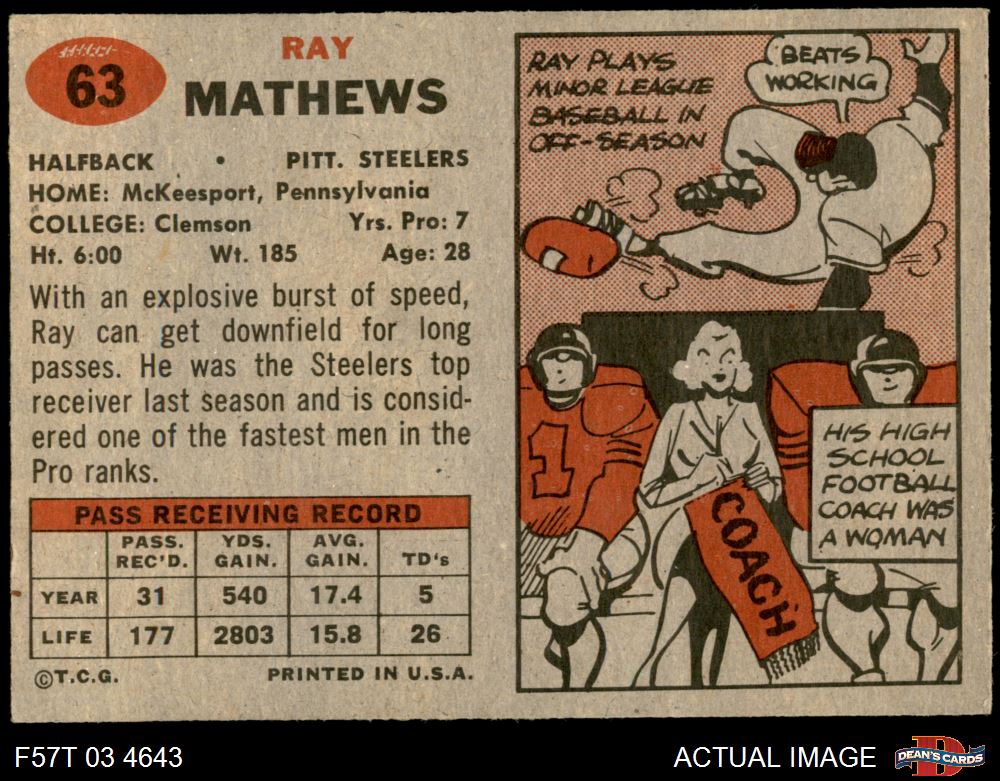 63
RAY
MATHEWS
HALFBACK • PITT. STEELERS
HOME: McKeesport, Pennsylvania
COLLEGE: Clemson Yrs. Pro: 7
Ht. 6:00 Wt. 185 Age: 28
With an explosive burst of speed,
Ray can get downfield for long
passes. He was the Steelers top
receiver last season and is consid-
ered one of the fastest men in the
Pro ranks.
PASS RECEIVING RECORD
PASS. REC'D. YDS. GAIN. AVG. GAIN. TD's
YEAR 31 540 17.4 5
LIFE 177 2803 15.8 26
©T.C.G. PRINTED IN U.S.A.
RAY PLAYS
MINOR LEAGUE
BASEBALL IN
OFF-SEASON
BEATS
WORKING
1
COACH
HIS HIGH
SCHOOL
FOOTBALL
COACH WAS
A WOMAN
F57T 03 4643
ACTUAL IMAGE
D
DEAN'S CARDS